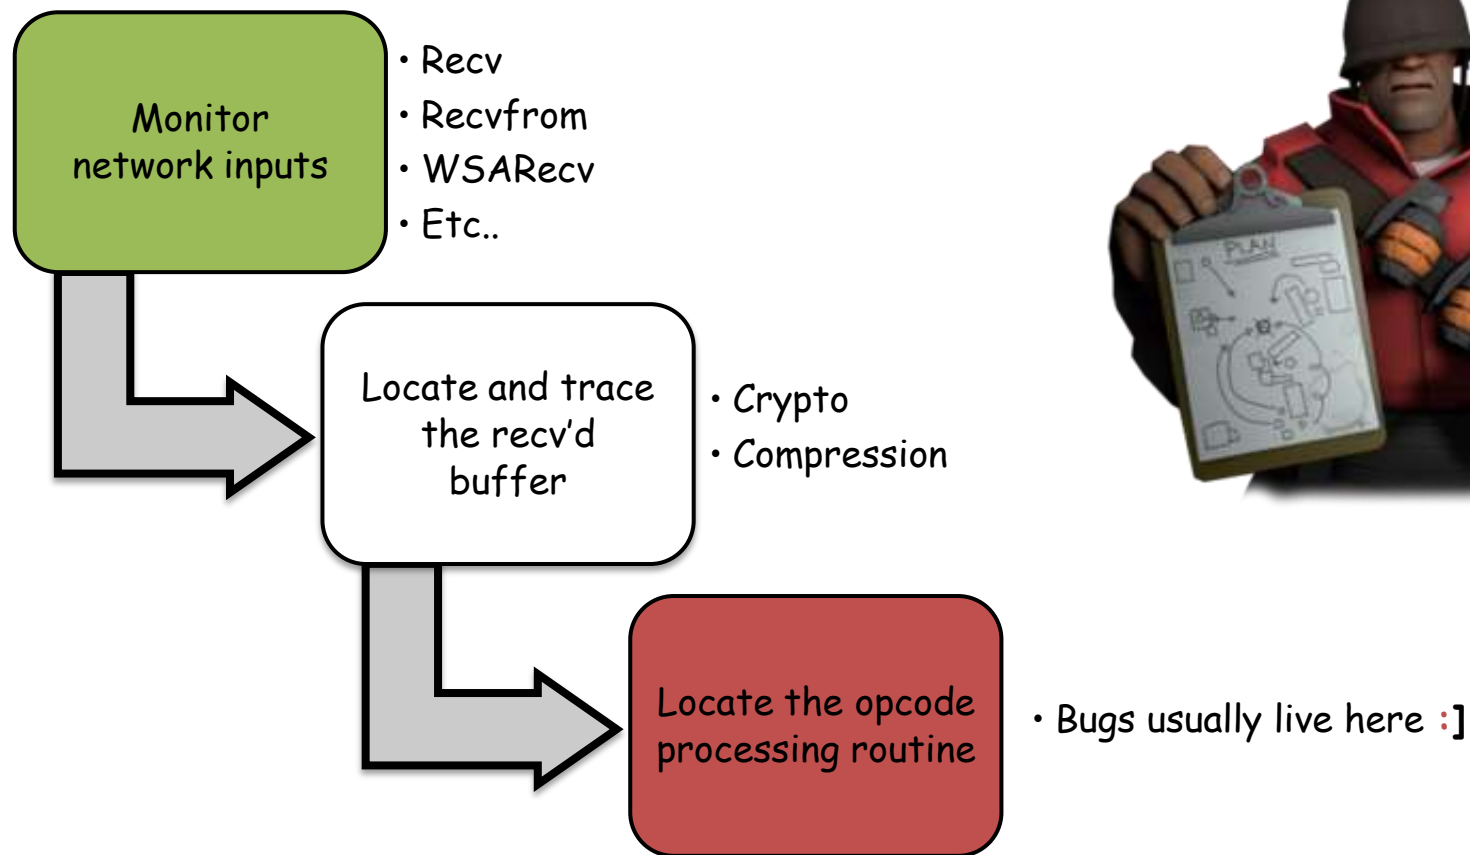 Monitor
network inputs
• Recv
• Recvfrom
• WSARecv
• Etc..
PLAN
Locate and trace
the recv’d
buffer
• Crypto
• Compression
Locate the opcode
processing routine
• Bugs usually live here :]